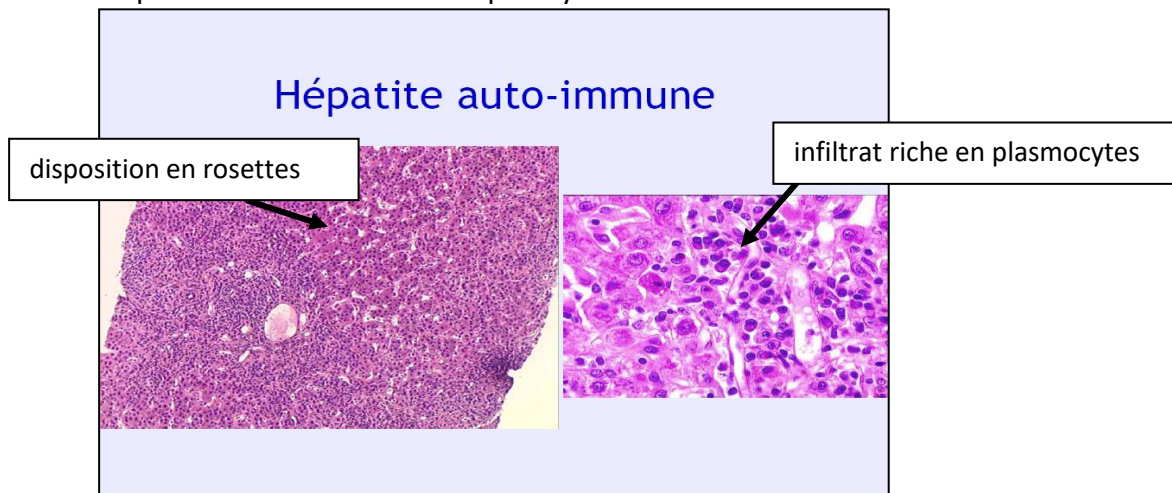 Hépatite auto-immune
disposition en rosettes
infiltrat riche en plasmocytes